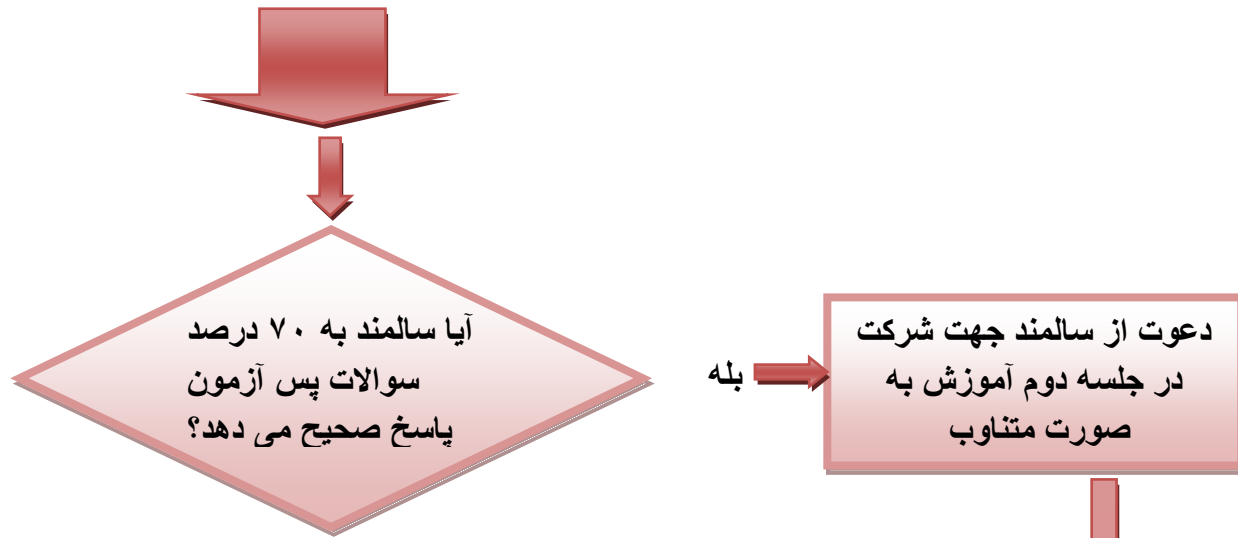 آیا سالمند به ۷۰ درصد
سوالات پس آزمون
پاسخ صحیح می دهد؟
بله
دعوت از سالمند جهت شرکت
در جلسه دوم آموزش به
صورت متناوب